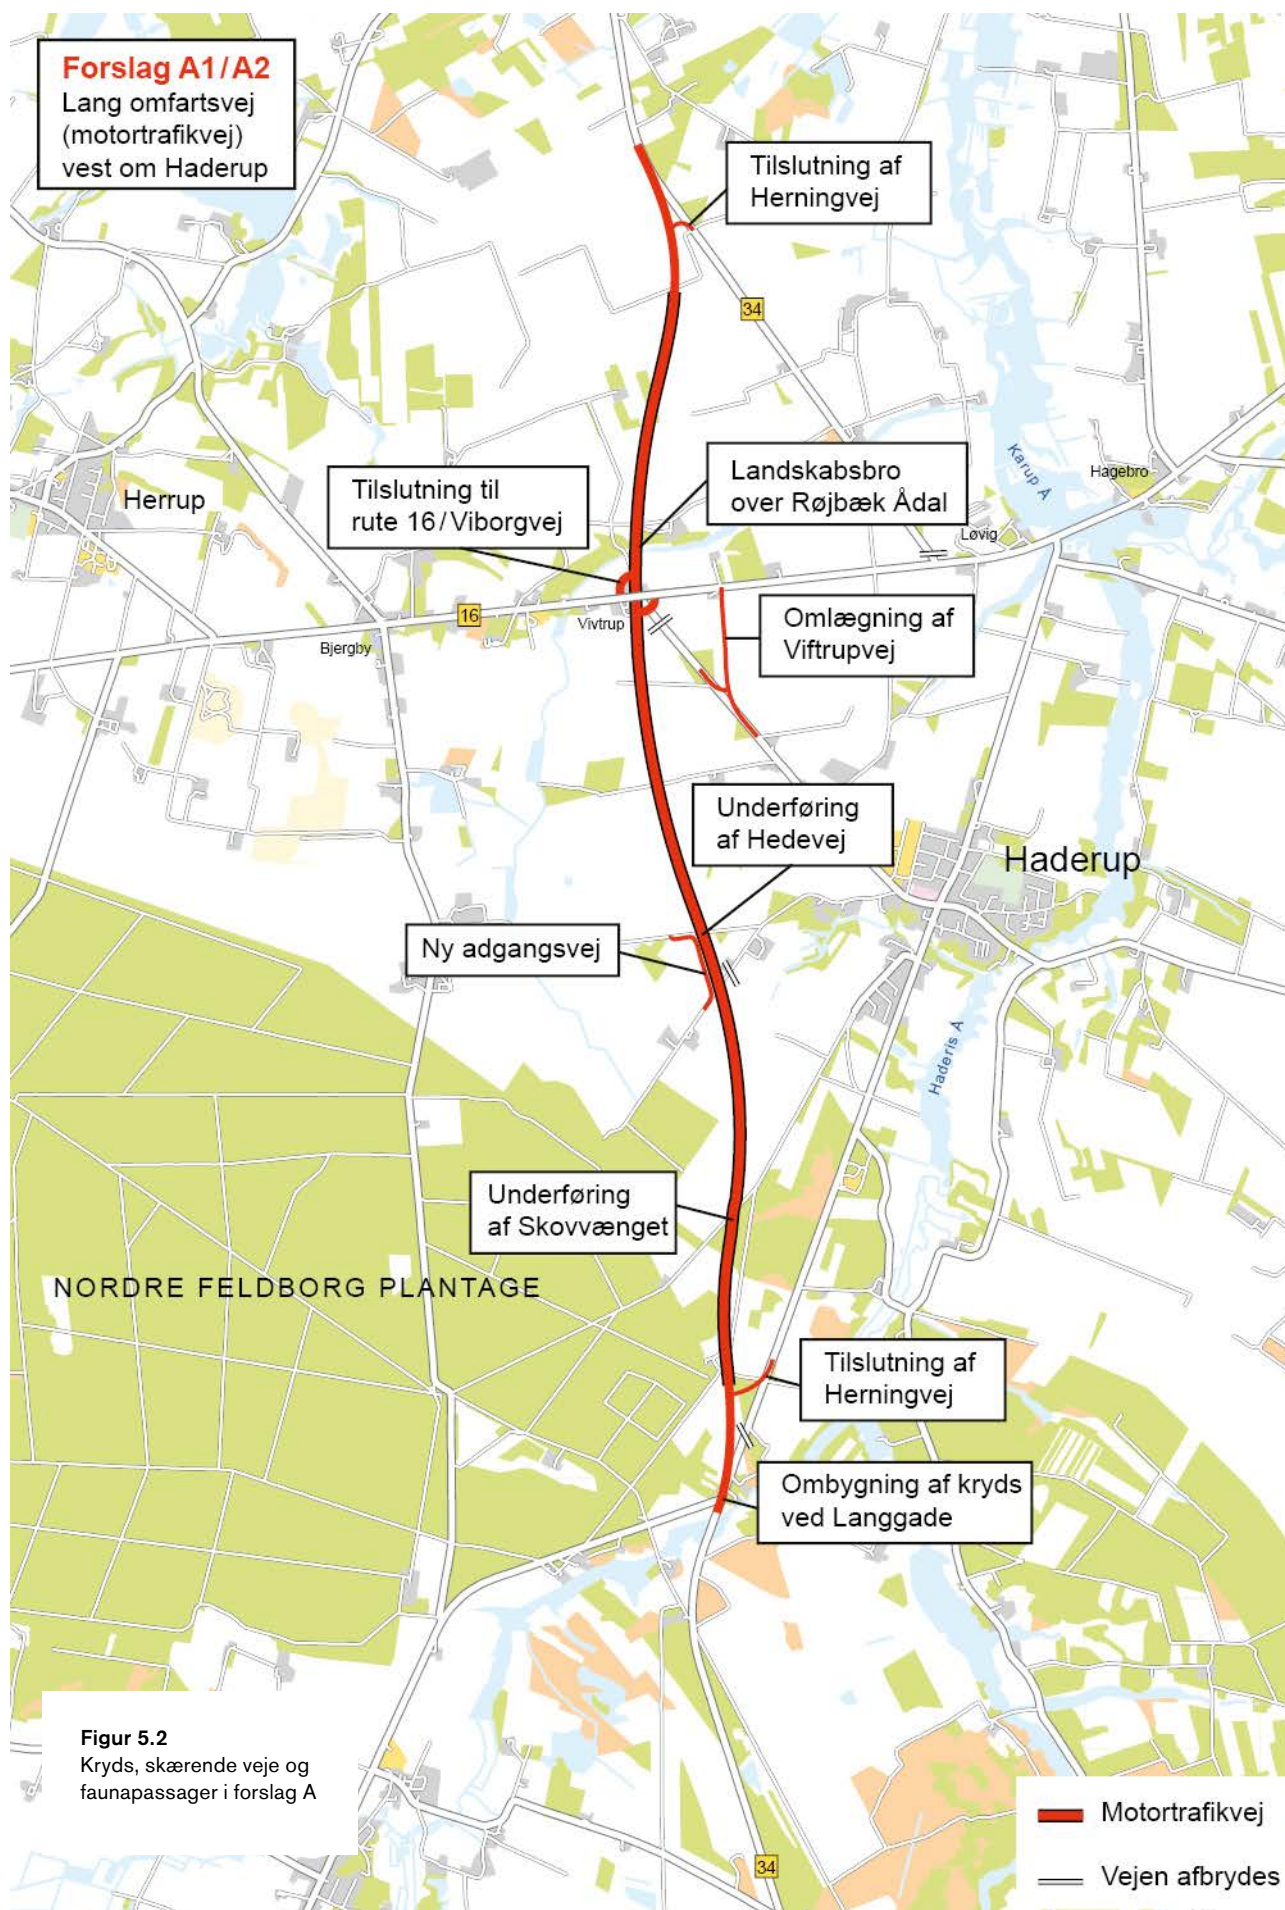 Forslag A1/A2
Lang omfartsvej
(motortrafikvej)
vest om Haderup
Tilslutning af
Herningvej
34
Landskabsbro
over Røjbæk Ådal
Karup Å
Hagebro
Tilslutning til
rute 16/Viborgvej
Herrup
Løvig
16
Vivtrup
Bjergby
Omlægning af
Viftrupvej
Underføring
af Hedevej
Haderup
Ny adgangsvej
Haderis Å
Underføring
af Skovvænget
NORDRE FELDBORG PLANTAGE
Tilslutning af
Herningvej
Ombygning af kryds
ved Langgade
Figur 5.2
Kryds, skærende veje og
faunapassager i forslag A
34
Motortrafikvej
Vejen afbrydes